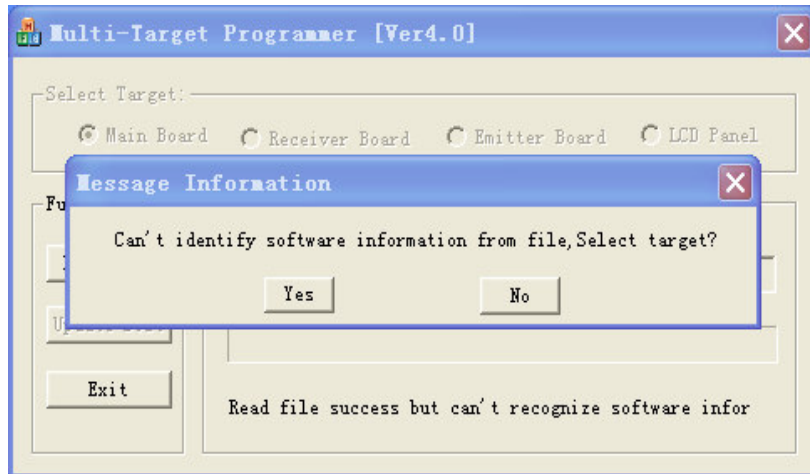 Multi-Target Programmer [Ver4.0]
Select Target:
Main Board Receiver Board Emitter Board LCD Panel
Message Information
Can't identify software information from file,Select target?
Yes No
Exit
Read file success but can't recognize software infor